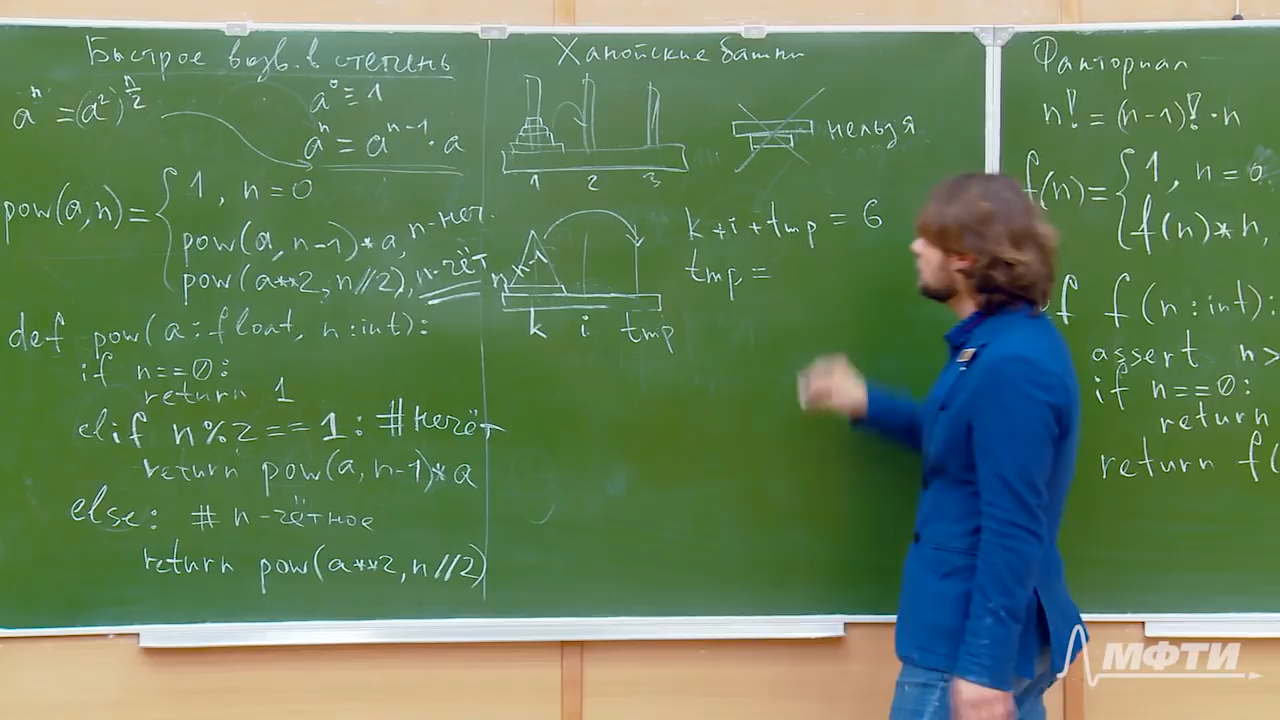 Быстрое возв. в степень
aⁿ = (a²)^(n/2)
a⁰ ≡ 1
aⁿ = aⁿ⁻¹ · a
pow(a,n) = { 1, n=0
pow(a, n-1)*a, n-неч.
pow(a**2, n//2), n-чёт
def pow(a:float, n:int):
if n==0:
return 1
elif n%2==1: #нечёт
return pow(a, n-1)*a
else: # n-чётное
return pow(a**2, n//2)
Ханойские башни
1 2 3
нельзя
n n-1
k i tmp
k+i+tmp = 6
tmp =
Факториал
n! = (n-1)! · n
f(n) = { 1, n=0
f(n)*n,
f f(n:int):
assert n>
if n==0:
return
return f(
МФТИ